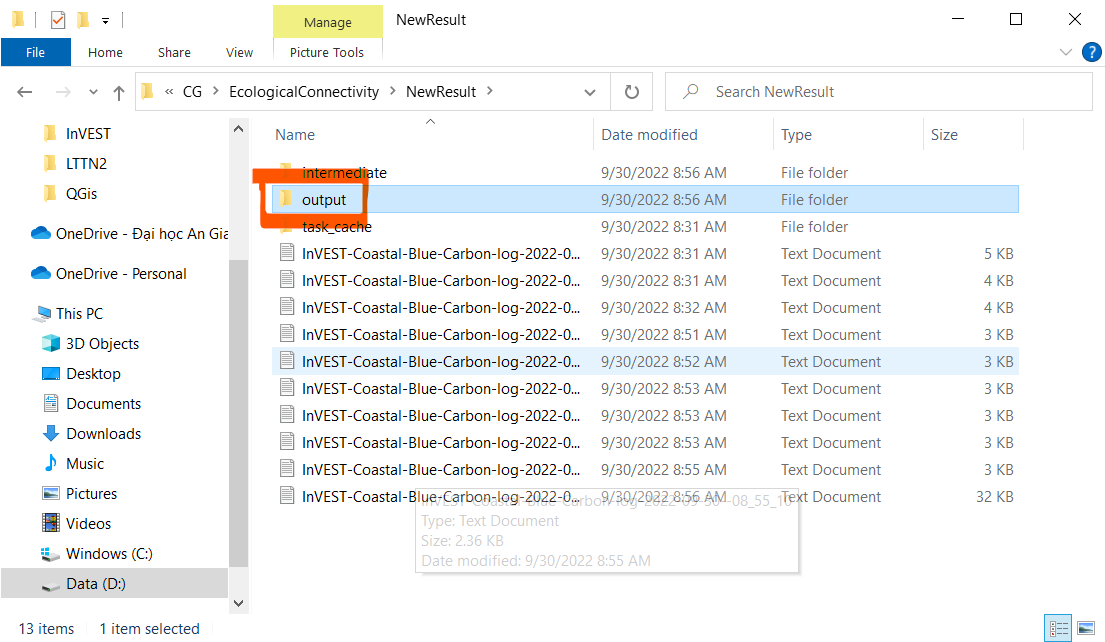 Manage
NewResult
File
Home
Share
View
Picture Tools
?
« CG > EcologicalConnectivity > NewResult >
Search NewResult
InVEST
LTTN2
QGis
OneDrive - Đại học An Gia
OneDrive - Personal
This PC
3D Objects
Desktop
Documents
Downloads
Music
Pictures
Videos
Windows (C:)
Data (D:)
Name Date modified Type Size
intermediate 9/30/2022 8:56 AM File folder
output 9/30/2022 8:56 AM File folder
task_cache 9/30/2022 8:31 AM File folder
InVEST-Coastal-Blue-Carbon-log-2022-0... 9/30/2022 8:31 AM Text Document 5 KB
InVEST-Coastal-Blue-Carbon-log-2022-0... 9/30/2022 8:31 AM Text Document 4 KB
InVEST-Coastal-Blue-Carbon-log-2022-0... 9/30/2022 8:32 AM Text Document 4 KB
InVEST-Coastal-Blue-Carbon-log-2022-0... 9/30/2022 8:51 AM Text Document 3 KB
InVEST-Coastal-Blue-Carbon-log-2022-0... 9/30/2022 8:52 AM Text Document 3 KB
InVEST-Coastal-Blue-Carbon-log-2022-0... 9/30/2022 8:53 AM Text Document 3 KB
InVEST-Coastal-Blue-Carbon-log-2022-0... 9/30/2022 8:53 AM Text Document 3 KB
InVEST-Coastal-Blue-Carbon-log-2022-0... 9/30/2022 8:53 AM Text Document 3 KB
InVEST-Coastal-Blue-Carbon-log-2022-0... 9/30/2022 8:55 AM Text Document 3 KB
InVEST-Coastal-Blue-Carbon-log-2022-0... 9/30/2022 8:56 AM Text Document 32 KB
InVEST-Coastal-Blue-Carbon-log-2022-09-30--08_55_10
Type: Text Document
Size: 2.36 KB
Date modified: 9/30/2022 8:55 AM
13 items 1 item selected